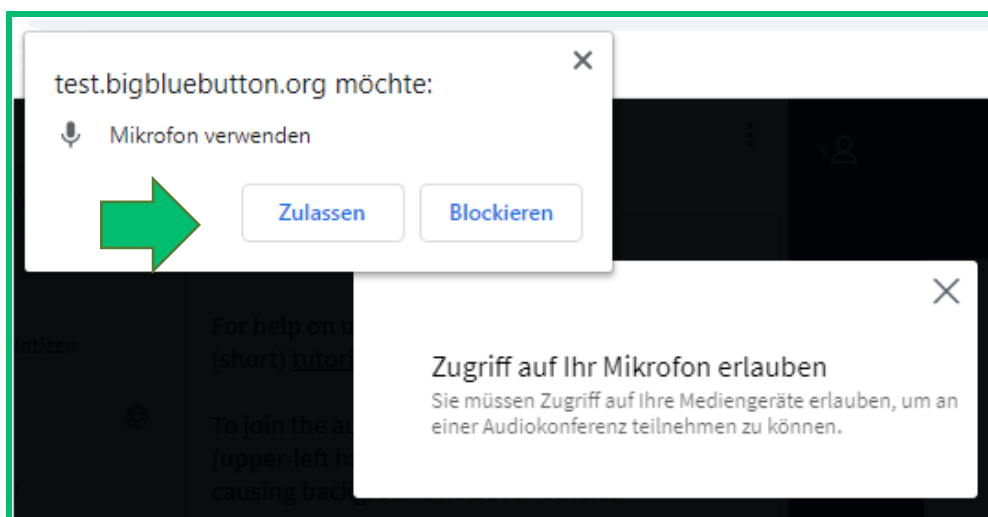 test.bigbluebutton.org möchte:
Mikrofon verwenden
Zulassen
Blockieren
Notizen
For help on u
(short) tutori
To join the au
(upper-left h
causing back
Zugriff auf Ihr Mikrofon erlauben
Sie müssen Zugriff auf Ihre Mediengeräte erlauben, um an
einer Audiokonferenz teilnehmen zu können.